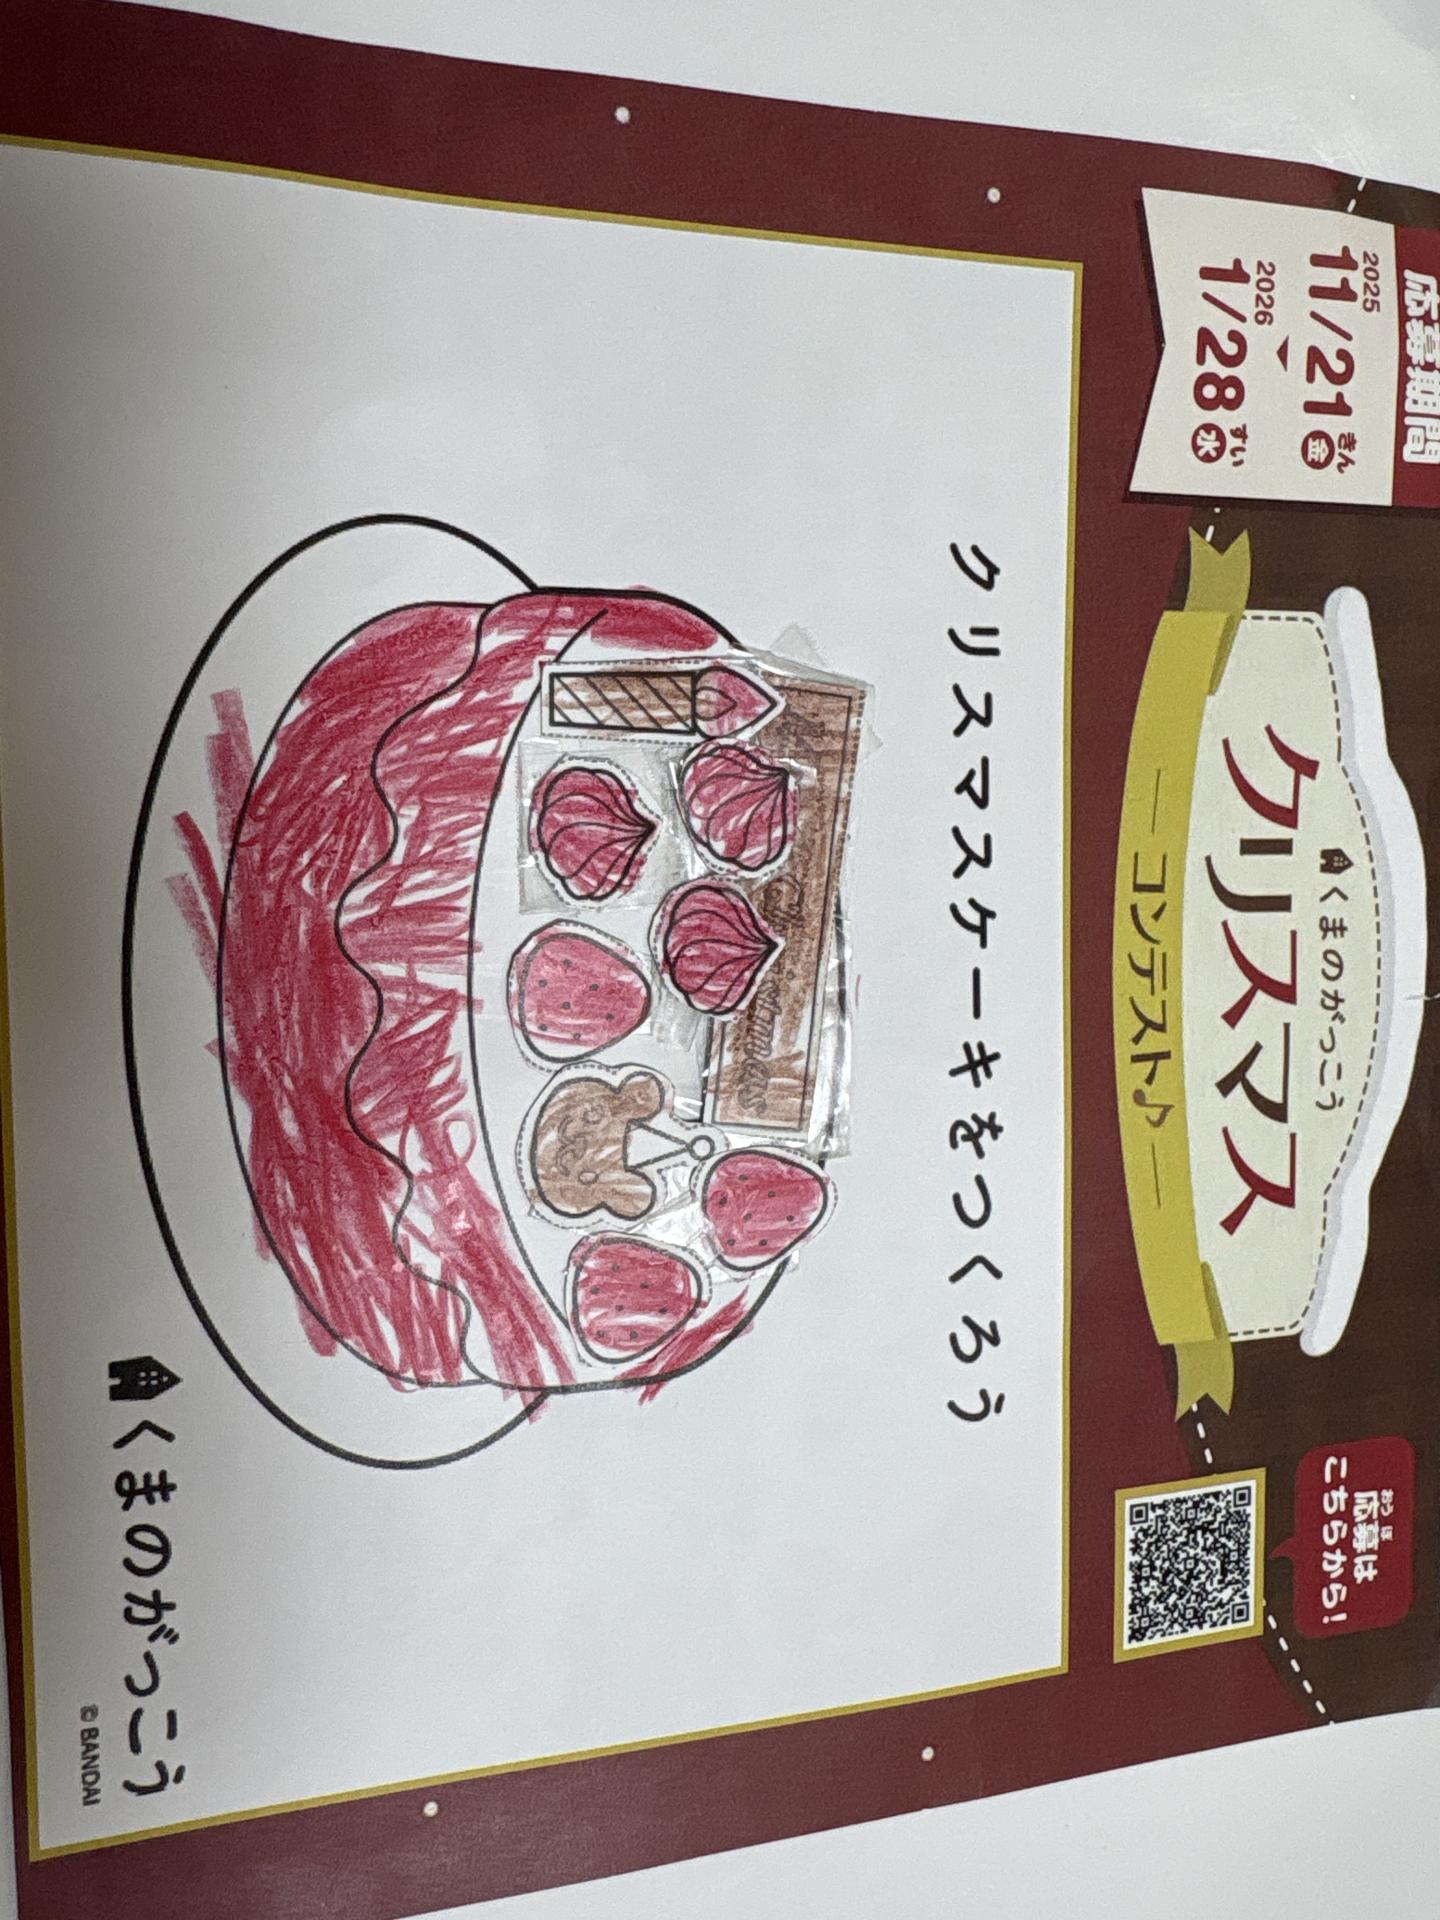 応募期間
2025
11/21
きん
金
2026
1/28
すい
水
くまのがっこう
クリスマス
コンテスト♪
おうぼ
応募は
こちらから!
クリスマスケーキをつくろう
Christmas
くまのがっこう
© BANDAI